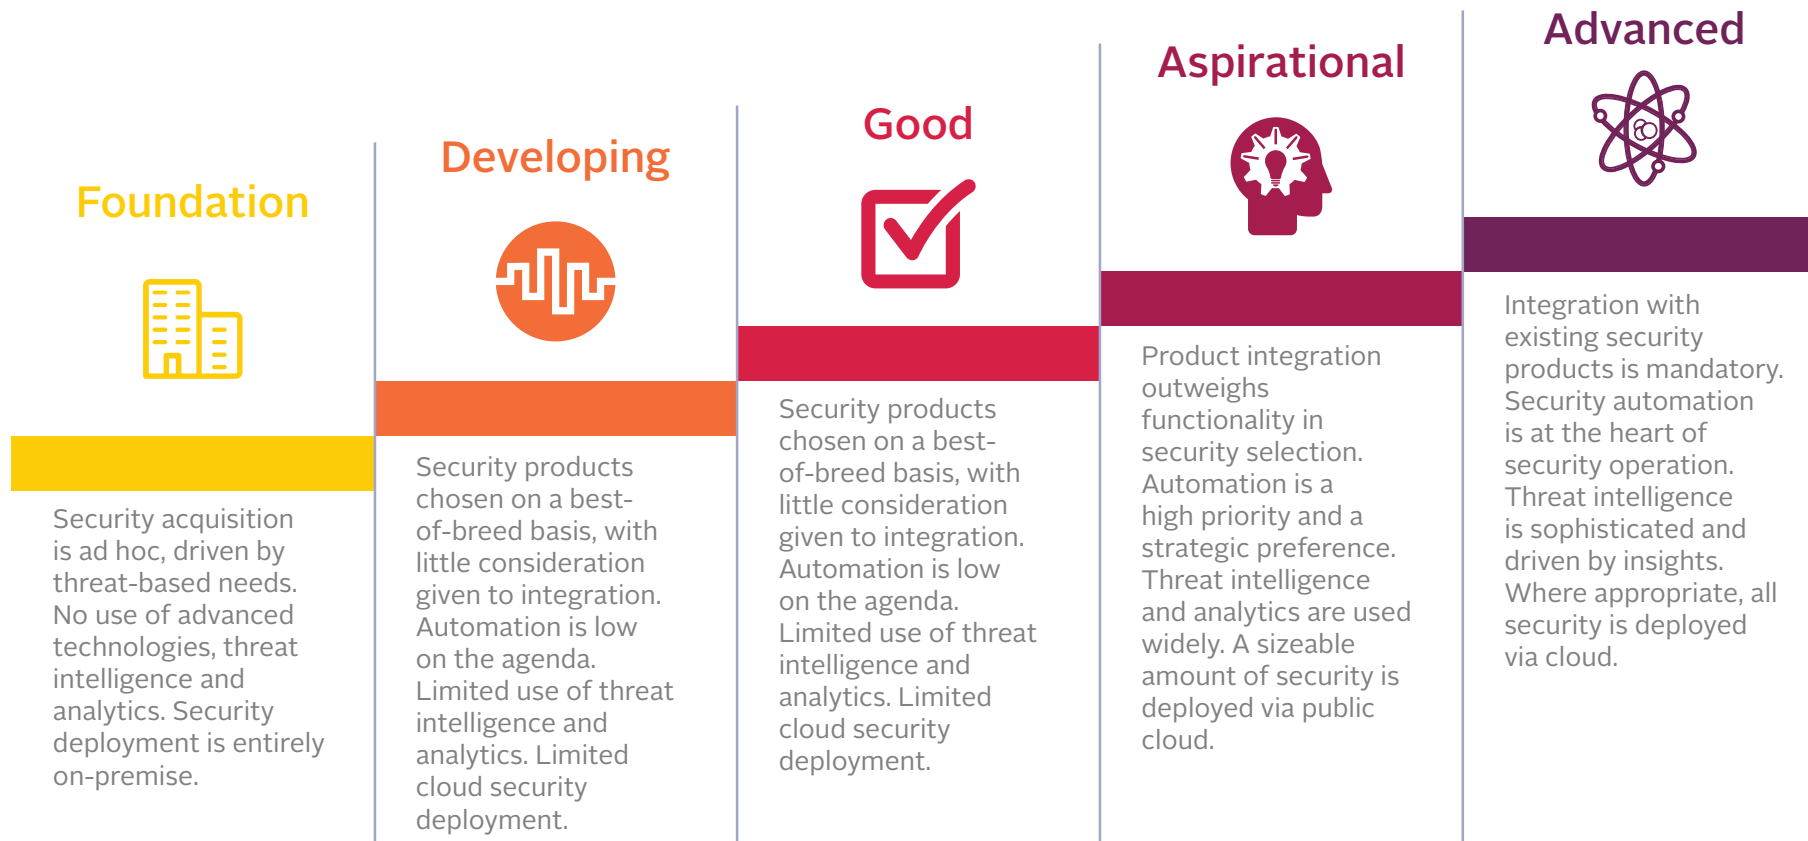 Foundation
Security acquisition
is ad hoc, driven by
threat-based needs.
No use of advanced
technologies, threat
intelligence and
analytics. Security
deployment is entirely
on-premise.
Developing
Security products
chosen on a best-
of-breed basis, with
little consideration
given to integration.
Automation is low
on the agenda.
Limited use of threat
intelligence and
analytics. Limited
cloud security
deployment.
Good
Security products
chosen on a best-
of-breed basis, with
little consideration
given to integration.
Automation is low
on the agenda.
Limited use of threat
intelligence and
analytics. Limited
cloud security
deployment.
Aspirational
Product integration
outweighs
functionality in
security selection.
Automation is a
high priority and a
strategic preference.
Threat intelligence
and analytics are used
widely. A sizeable
amount of security is
deployed via public
cloud.
Advanced
Integration with
existing security
products is mandatory.
Security automation
is at the heart of
security operation.
Threat intelligence
is sophisticated and
driven by insights.
Where appropriate, all
security is deployed
via cloud.